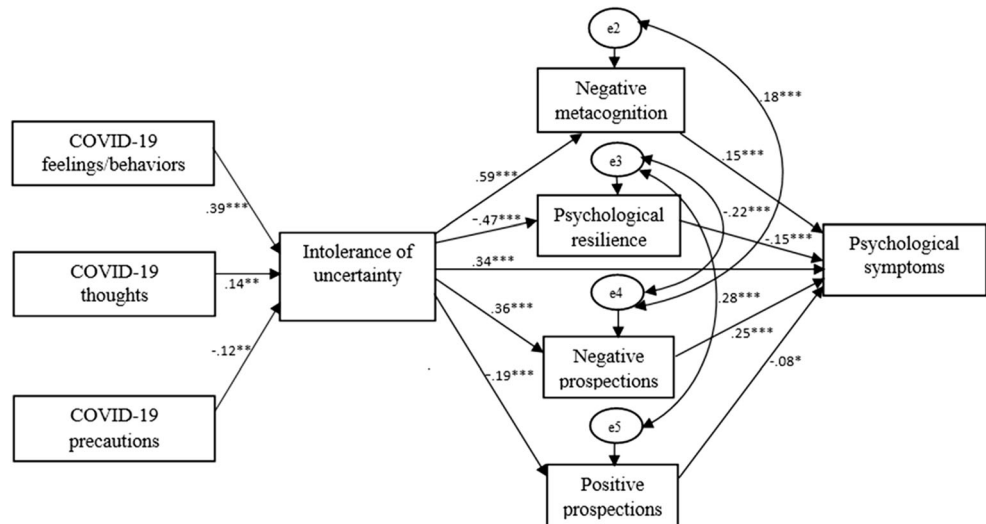 e2
Negative
metacognition
.18***
COVID-19
feelings/behaviors
.15***
e3
.59***
.39***
Psychological
resilience
-.22***
-.47***
-.15***
Intolerance of
uncertainty
Psychological
symptoms
COVID-19
thoughts
.14**
.34***
e4
.28***
.36***
.25***
Negative
prospections
-.12**
-.19***
-.08*
COVID-19
precautions
e5
Positive
prospections